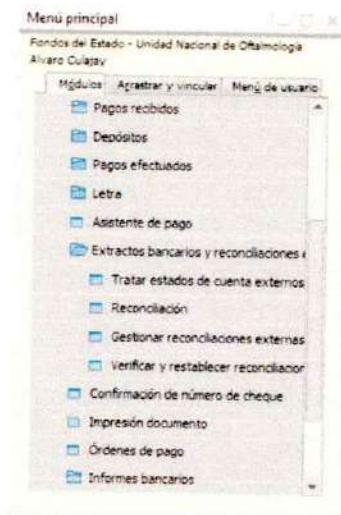 Menú principal
Fondos del Estado - Unidad Nacional de Oftalmología
Alvaro Culajay
Módulos Arrastrar y vincular Menú de usuario
Pagos recibidos
Depósitos
Pagos efectuados
Letra
Asistente de pago
Extractos bancarios y reconciliaciones e
Tratar estados de cuenta externos
Reconciliación
Gestionar reconciliaciones externas
Verificar y restablecer reconciliacior
Confirmación de número de cheque
Impresión documento
Órdenes de pago
Informes bancarios